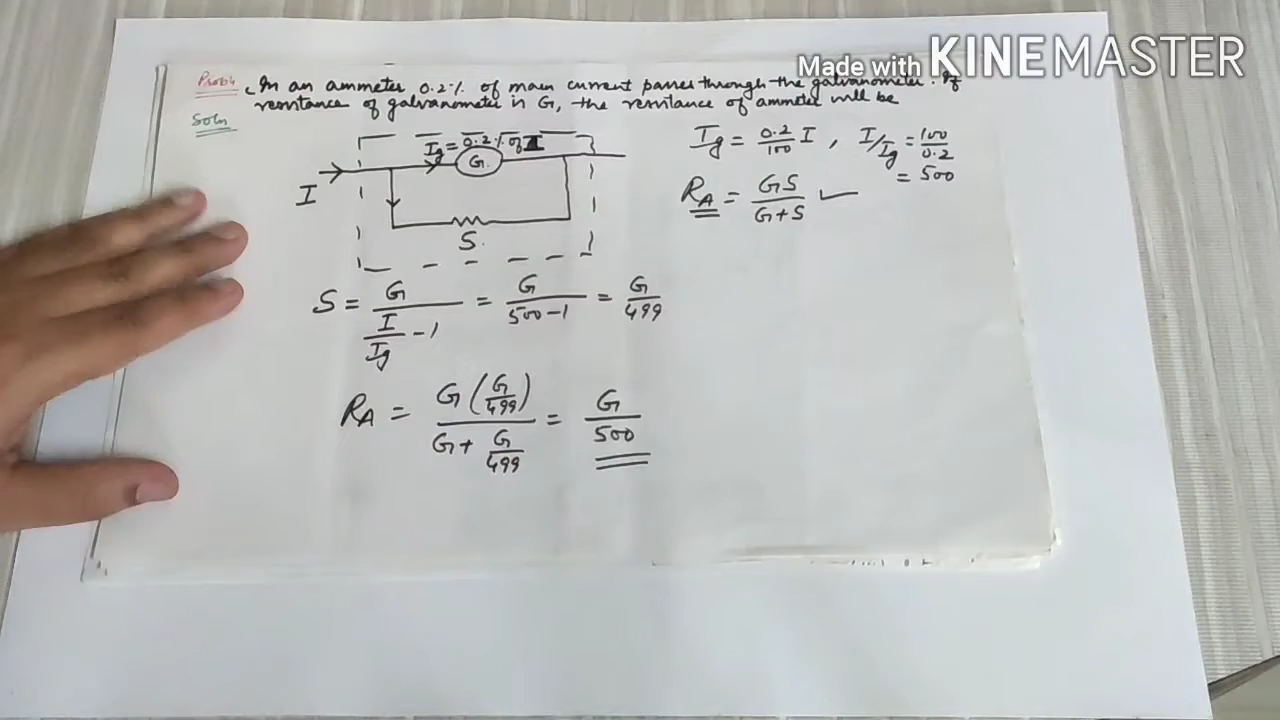 Made with KINEMASTER
Prob4 In an ammeter 0.2% of main current passes through the galvanometer. If
resistance of galvanometer is G, the resistance of ammeter will be
Soln
Ig = 0.2% of I
G
I
S
Ig = 0.2/100 I, I/Ig = 100/0.2
= 500
RA = GS/G+S ✓
S = G/(I/Ig - 1) = G/500-1 = G/499
RA = G(G/499)/(G + G/499) = G/500